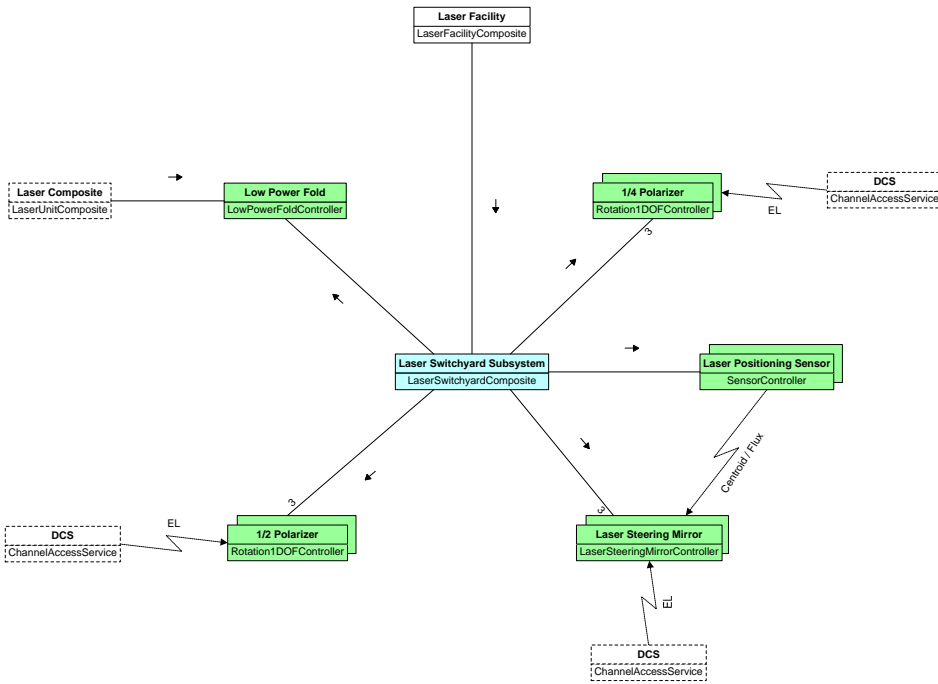 Laser Facility
LaserFacilityComposite
Laser Composite
LaserUnitComposite
Low Power Fold
LowPowerFoldController
1/4 Polarizer
Rotation1DOFController
3
EL
DCS
ChannelAccessService
Laser Switchyard Subsystem
LaserSwitchyardComposite
Laser Positioning Sensor
SensorController
Centroid / Flux
DCS
ChannelAccessService
EL
3
1/2 Polarizer
Rotation1DOFController
3
Laser Steering Mirror
LaserSteeringMirrorController
EL
DCS
ChannelAccessService